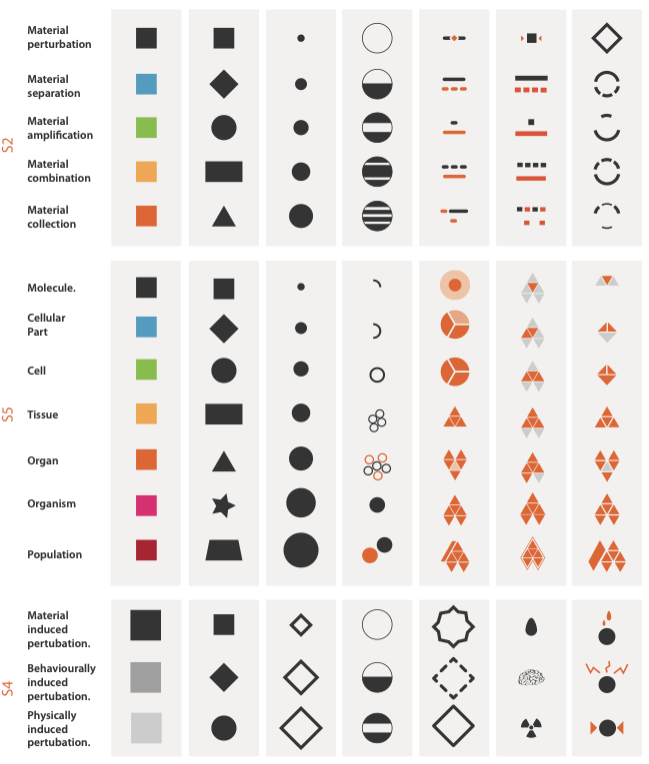 S2
Material
perturbation
Material
separation
Material
amplification
Material
combination
Material
collection
S5
Molecule.
Cellular
Part
Cell
Tissue
Organ
Organism
Population
S4
Material
induced
pertubation.
Behaviourally
induced
pertubation.
Physically
induced
pertubation.